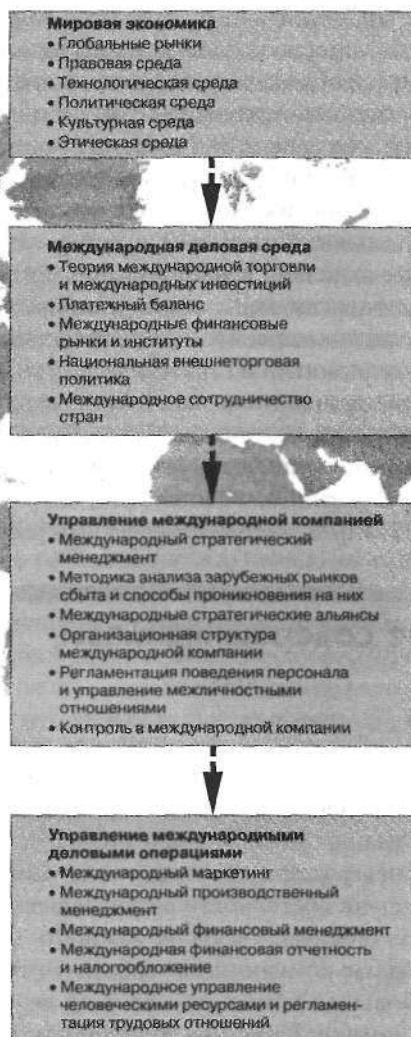 Мировая экономика
• Глобальные рынки
• Правовая среда
• Технологическая среда
• Политическая среда
• Культурная среда
• Этическая среда
Международная деловая среда
• Теория международной торговли
и международных инвестиций
• Платежный баланс
• Международные финансовые
рынки и институты
• Национальная внешнеторговая
политика
• Международное сотрудничество
стран
Управление международной компанией
• Международный стратегический
менеджмент
• Методика анализа зарубежных рынков
сбыта и способы проникновения на них
• Международные стратегические альянсы
• Организационная структура
международной компании
• Регламентация поведения персонала
и управление межличностными
отношениями
• Контроль в международной компании
Управление международными
деловыми операциями
• Международный маркетинг
• Международный производственный
менеджмент
• Международный финансовый менеджмент
• Международная финансовая отчетность
и налогообложение
• Международное управление
человеческими ресурсами и регламен-
тация трудовых отношений